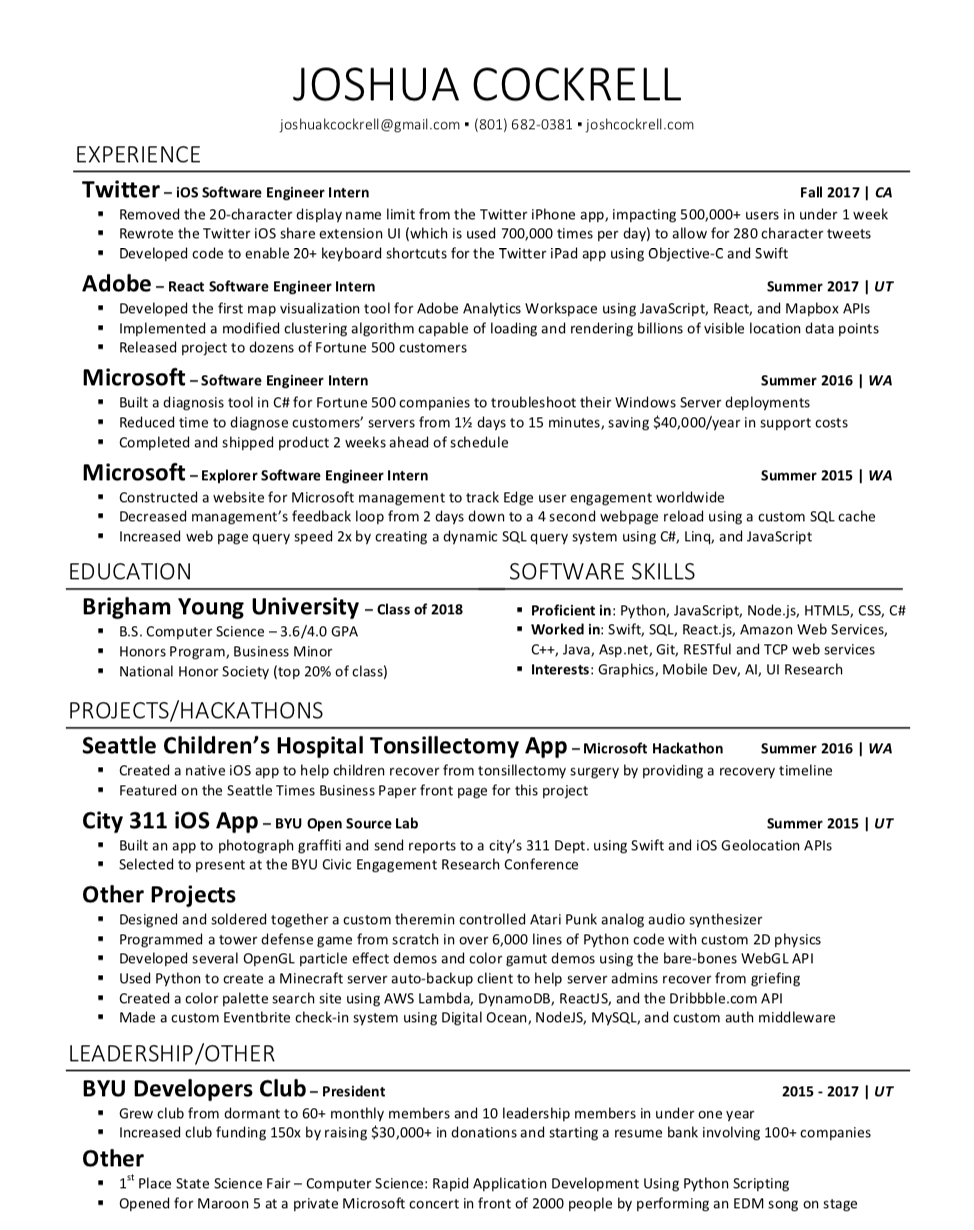 JOSHUA COCKRELL
joshuakcockrell@gmail.com ▪ (801) 682-0381 ▪ joshcockrell.com
EXPERIENCE
Twitter – iOS Software Engineer Intern Fall 2017 | CA
▪ Removed the 20-character display name limit from the Twitter iPhone app, impacting 500,000+ users in under 1 week
▪ Rewrote the Twitter iOS share extension UI (which is used 700,000 times per day) to allow for 280 character tweets
▪ Developed code to enable 20+ keyboard shortcuts for the Twitter iPad app using Objective-C and Swift
Adobe – React Software Engineer Intern Summer 2017 | UT
▪ Developed the first map visualization tool for Adobe Analytics Workspace using JavaScript, React, and Mapbox APIs
▪ Implemented a modified clustering algorithm capable of loading and rendering billions of visible location data points
▪ Released project to dozens of Fortune 500 customers
Microsoft – Software Engineer Intern Summer 2016 | WA
▪ Built a diagnosis tool in C# for Fortune 500 companies to troubleshoot their Windows Server deployments
▪ Reduced time to diagnose customers’ servers from 1½ days to 15 minutes, saving $40,000/year in support costs
▪ Completed and shipped product 2 weeks ahead of schedule
Microsoft – Explorer Software Engineer Intern Summer 2015 | WA
▪ Constructed a website for Microsoft management to track Edge user engagement worldwide
▪ Decreased management’s feedback loop from 2 days down to a 4 second webpage reload using a custom SQL cache
▪ Increased web page query speed 2x by creating a dynamic SQL query system using C#, Linq, and JavaScript
EDUCATION
Brigham Young University – Class of 2018
▪ B.S. Computer Science – 3.6/4.0 GPA
▪ Honors Program, Business Minor
▪ National Honor Society (top 20% of class)
SOFTWARE SKILLS
▪ Proficient in: Python, JavaScript, Node.js, HTML5, CSS, C#
▪ Worked in: Swift, SQL, React.js, Amazon Web Services,
C++, Java, Asp.net, Git, RESTful and TCP web services
▪ Interests: Graphics, Mobile Dev, AI, UI Research
PROJECTS/HACKATHONS
Seattle Children’s Hospital Tonsillectomy App – Microsoft Hackathon Summer 2016 | WA
▪ Created a native iOS app to help children recover from tonsillectomy surgery by providing a recovery timeline
▪ Featured on the Seattle Times Business Paper front page for this project
City 311 iOS App – BYU Open Source Lab Summer 2015 | UT
▪ Built an app to photograph graffiti and send reports to a city’s 311 Dept. using Swift and iOS Geolocation APIs
▪ Selected to present at the BYU Civic Engagement Research Conference
Other Projects
▪ Designed and soldered together a custom theremin controlled Atari Punk analog audio synthesizer
▪ Programmed a tower defense game from scratch in over 6,000 lines of Python code with custom 2D physics
▪ Developed several OpenGL particle effect demos and color gamut demos using the bare-bones WebGL API
▪ Used Python to create a Minecraft server auto-backup client to help server admins recover from griefing
▪ Created a color palette search site using AWS Lambda, DynamoDB, ReactJS, and the Dribbble.com API
▪ Made a custom Eventbrite check-in system using Digital Ocean, NodeJS, MySQL, and custom auth middleware
LEADERSHIP/OTHER
BYU Developers Club – President 2015 - 2017 | UT
▪ Grew club from dormant to 60+ monthly members and 10 leadership members in under one year
▪ Increased club funding 150x by raising $30,000+ in donations and starting a resume bank involving 100+ companies
Other
▪ 1st Place State Science Fair – Computer Science: Rapid Application Development Using Python Scripting
▪ Opened for Maroon 5 at a private Microsoft concert in front of 2000 people by performing an EDM song on stage